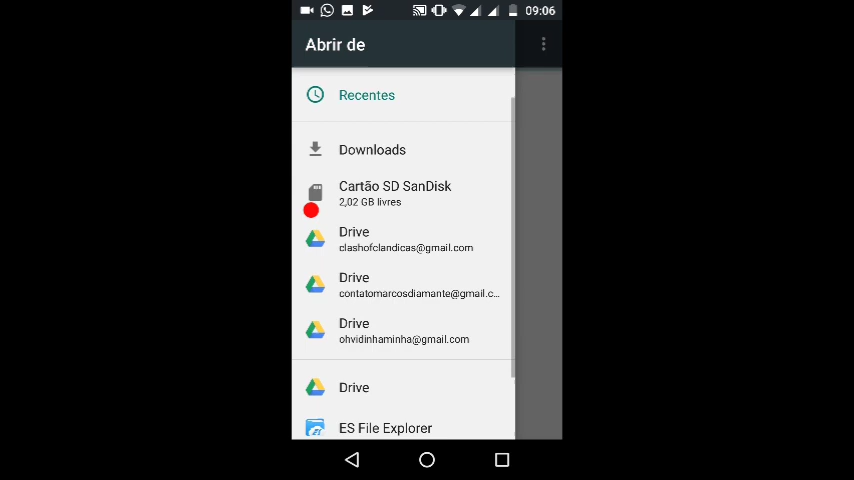 09:06
Abrir de
Recentes
Downloads
Cartão SD SanDisk
2,02 GB livres
Drive
clashofclandicas@gmail.com
Drive
contatomarcosdiamante@gmail.c...
Drive
ohvidinhaminha@gmail.com
Drive
ES File Explorer